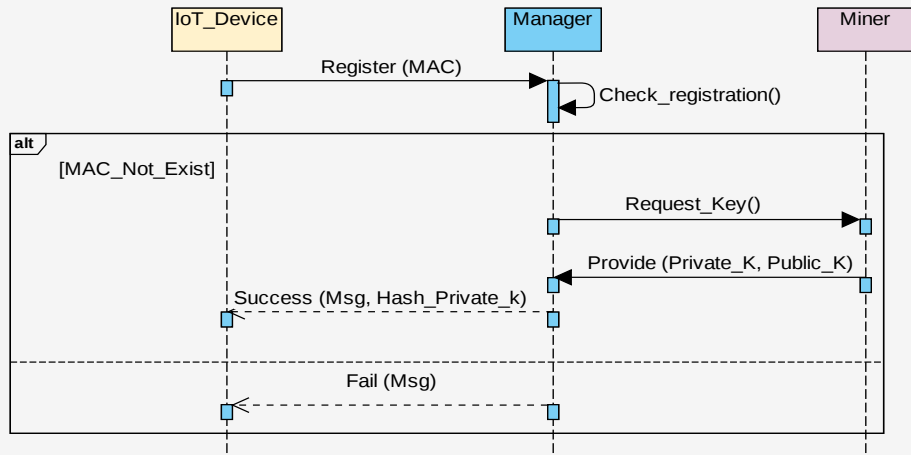 IoT_Device
Manager
Miner
Register (MAC)
Check_registration()
alt
[MAC_Not_Exist]
Request_Key()
Provide (Private_K, Public_K)
Success (Msg, Hash_Private_k)
Fail (Msg)